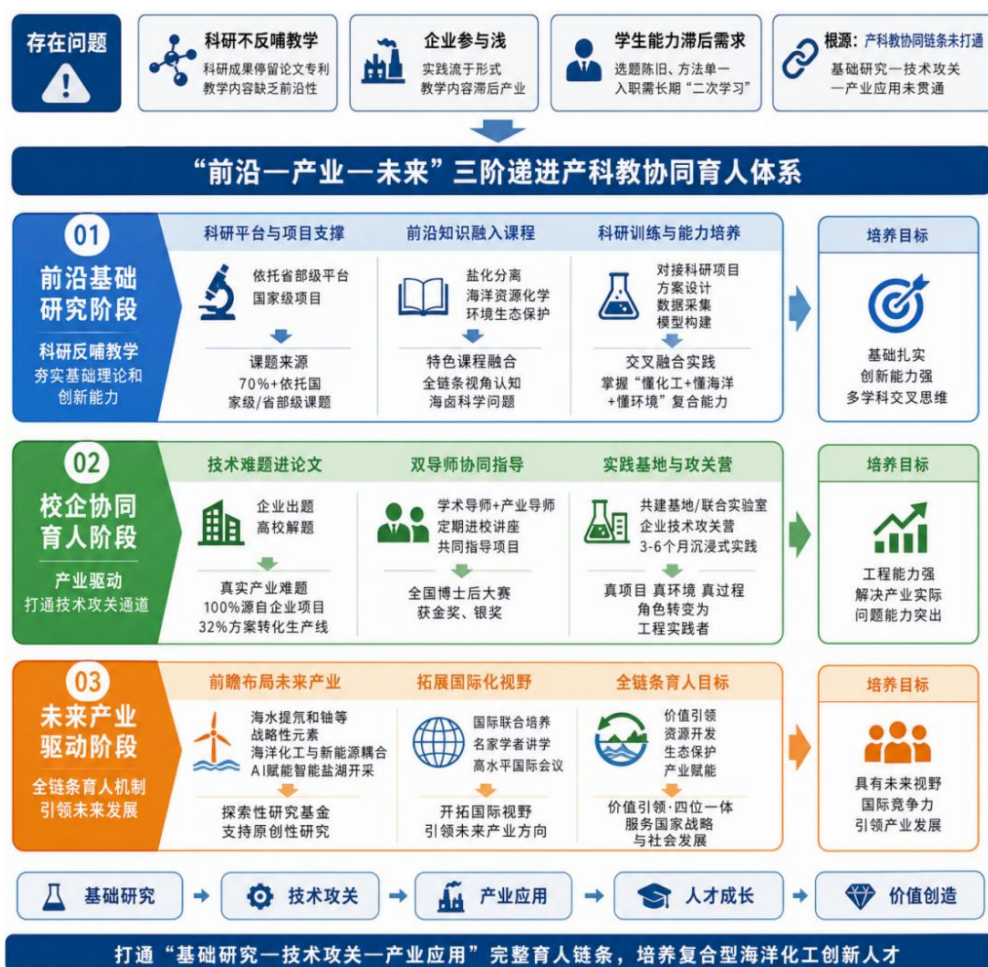 存在问题
科研不反哺教学
科研成果停留论文专利
教学内容缺乏前沿性
企业参与浅
实践流于形式
教学内容滞后产业
学生能力滞后需求
选题陈旧、方法单一
入职需长期“二次学习”
根源：产科教协同链条未打通
基础研究—技术攻关
—产业应用未贯通
“前沿—产业—未来”三阶递进产科教协同育人体系
01
前沿基础
研究阶段
科研反哺教学
夯实基础理论和
创新能力
科研平台与项目支撑
依托省部级平台
国家级项目
课题来源
70%+依托国
家级/省部级课题
前沿知识融入课程
盐化分离
海洋资源化学
环境生态保护
特色课程融合
全链条视角认知
海卤科学问题
科研训练与能力培养
对接科研项目
方案设计
数据采集
模型构建
交叉融合实践
掌握“懂化工+懂海洋
+懂环境”复合能力
培养目标
基础扎实
创新能力强
多学科交叉思维
02
校企协同
育人阶段
产业驱动
打通技术攻关通道
技术难题进论文
企业出题
高校解题
真实产业难题
100%源自企业项目
32%方案转化生产线
双导师协同指导
学术导师+产业导师
定期进校讲座
共同指导项目
全国博士后大赛
获金奖、银奖
实践基地与攻关营
共建基地/联合实验室
企业技术攻关营
3-6个月沉浸式实践
真项目 真环境 真过程
角色转变为
工程实践者
培养目标
工程能力强
解决产业实际
问题能力突出
03
未来产业
驱动阶段
全链条育人机制
引领未来发展
前瞻布局未来产业
海水提氘和铀等
战略性元素
海洋化工与新能源耦合
AI赋能智能盐湖开采
探索性研究基金
支持原创性研究
拓展国际化视野
国际联合培养
名家学者讲学
高水平国际会议
开拓国际视野
引领未来产业方向
全链条育人目标
价值引领
资源开发
生态保护
产业赋能
价值引领·四位一体
服务国家战略
与社会发展
培养目标
具有未来视野
国际竞争力
引领产业发展
基础研究
技术攻关
产业应用
人才成长
价值创造
打通“基础研究—技术攻关—产业应用”完整育人链条，培养复合型海洋化工创新人才